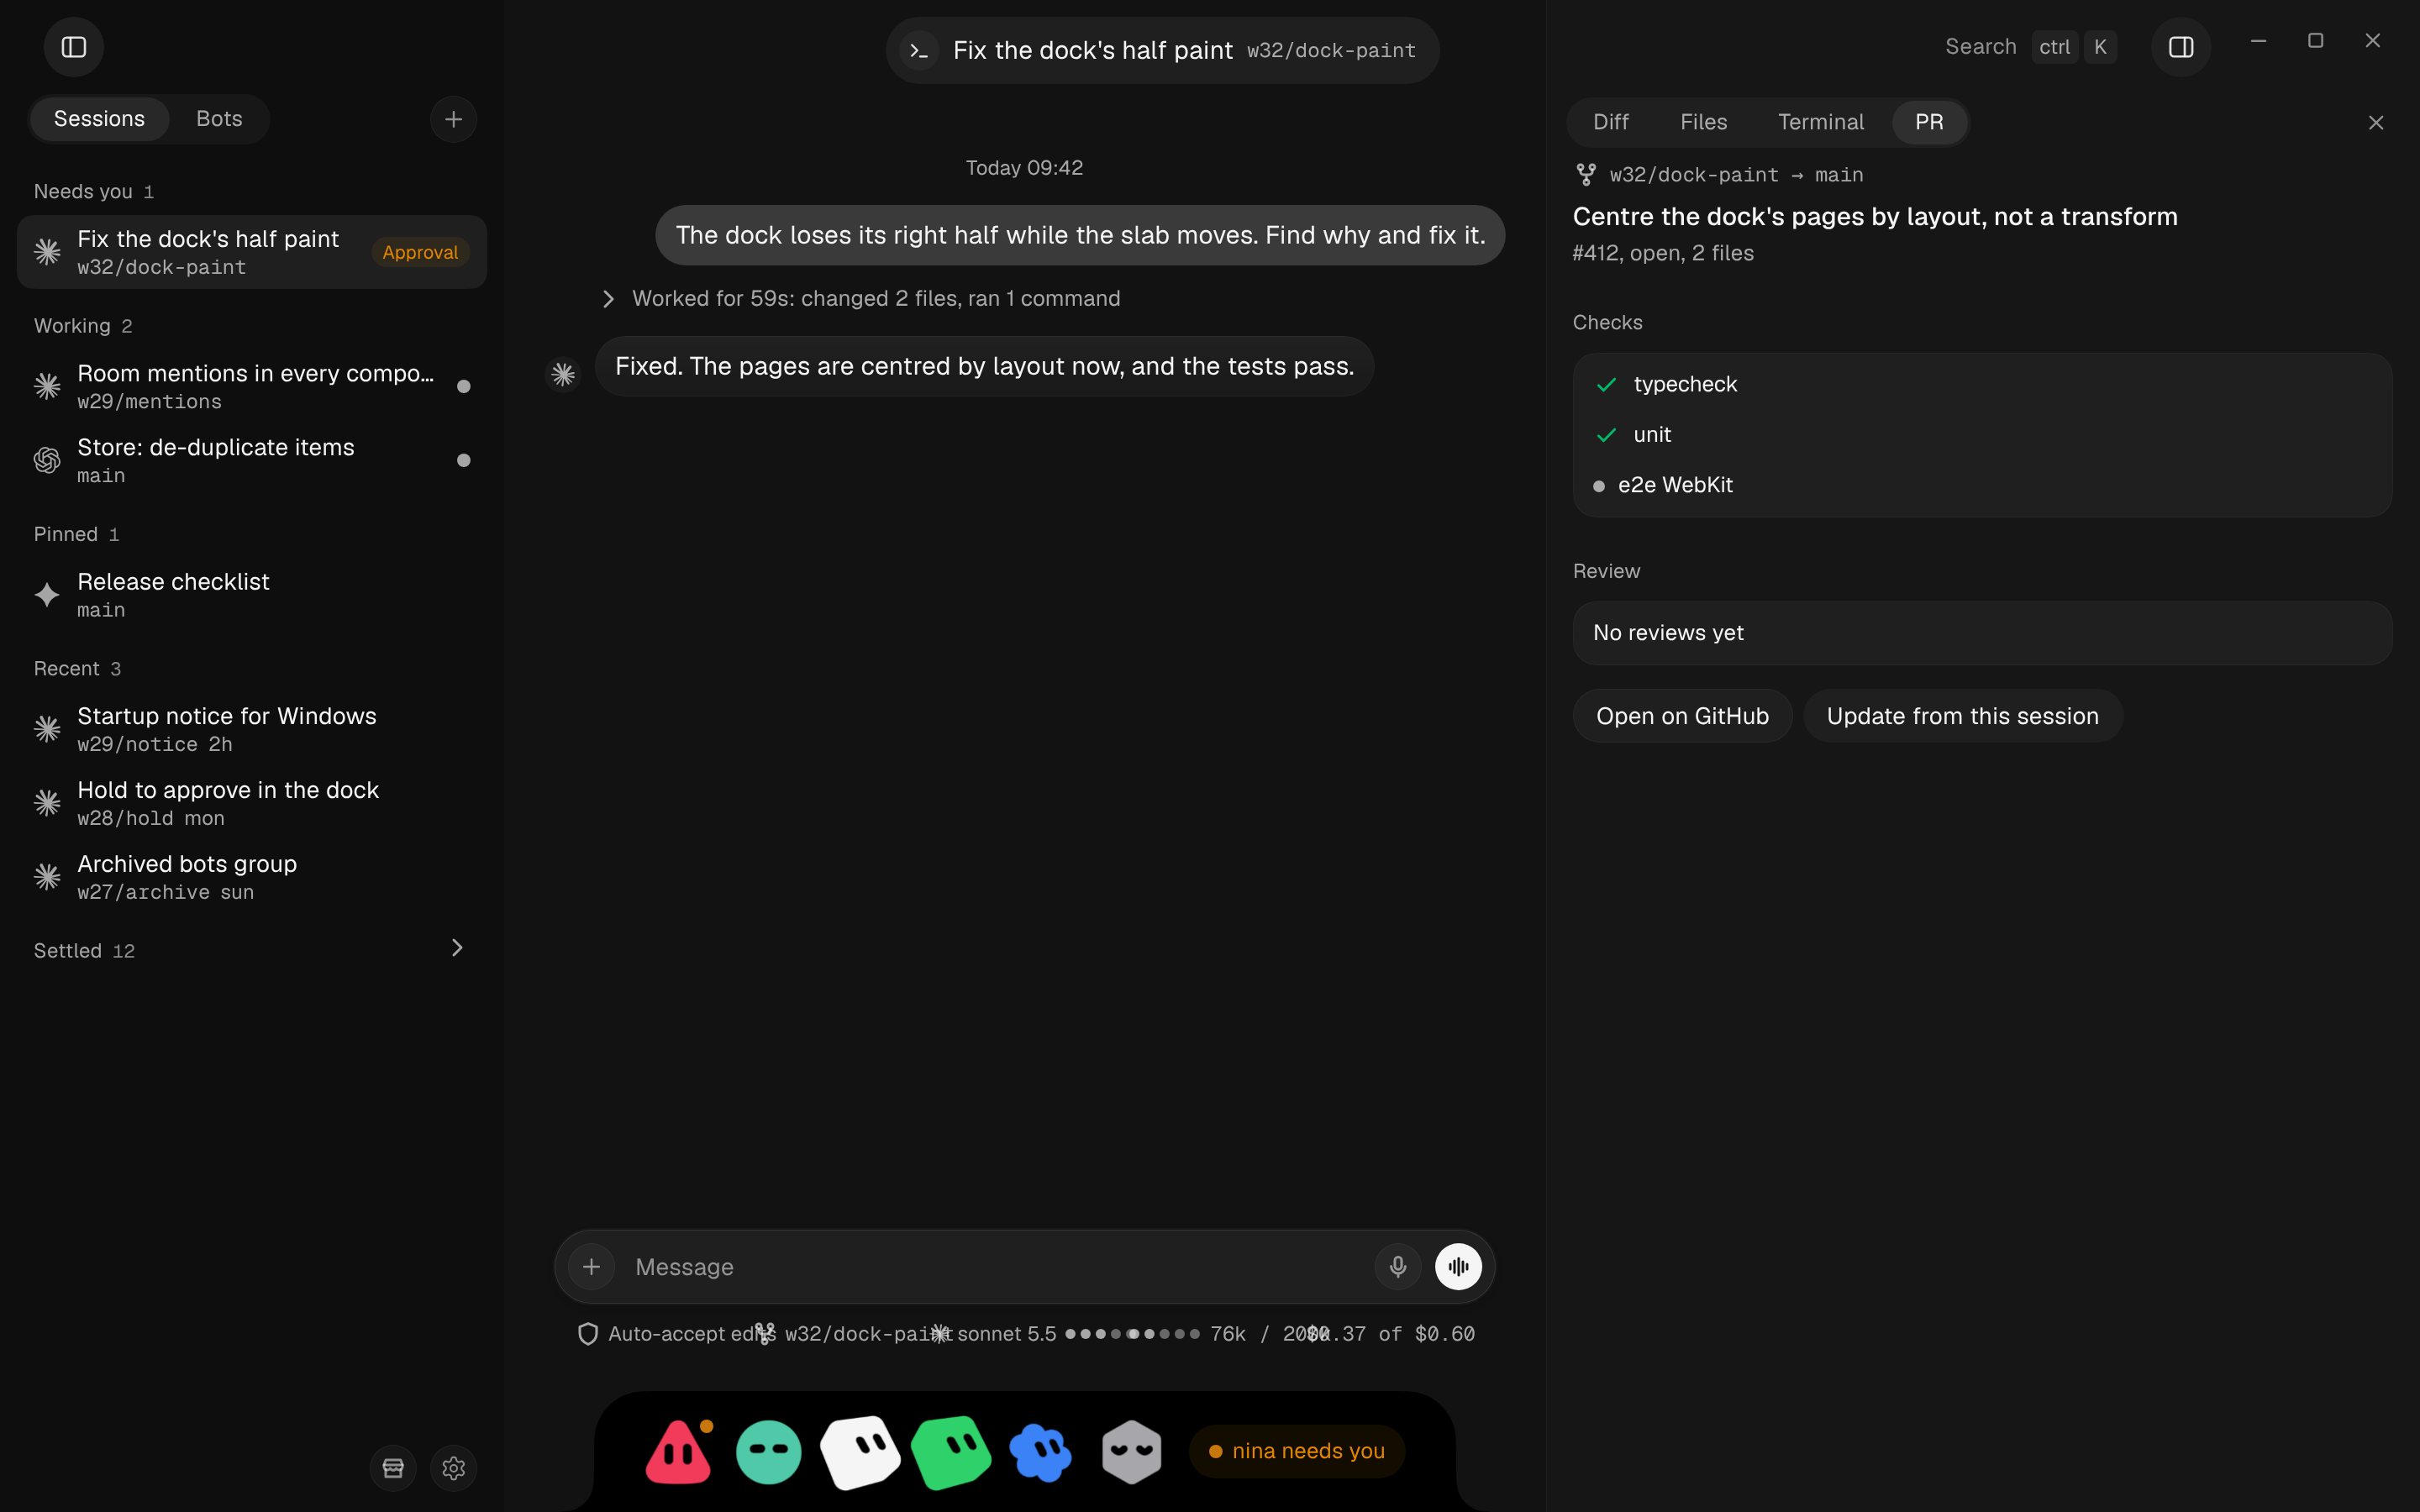 Fix the dock's half paint w32/dock-paint
Search ctrl K
Sessions Bots
Needs you 1
Fix the dock's half paint
w32/dock-paint
Approval
Working 2
Room mentions in every compo…
w29/mentions
Store: de-duplicate items
main
Pinned 1
Release checklist
main
Recent 3
Startup notice for Windows
w29/notice 2h
Hold to approve in the dock
w28/hold mon
Archived bots group
w27/archive sun
Settled 12
Today 09:42
The dock loses its right half while the slab moves. Find why and fix it.
Worked for 59s: changed 2 files, ran 1 command
Fixed. The pages are centred by layout now, and the tests pass.
Message
Auto-accept edits w32/dock-paint sonnet 5.5 76k / of $0.60
nina needs you
Diff Files Terminal PR
w32/dock-paint → main
Centre the dock's pages by layout, not a transform
#412, open, 2 files
Checks
typecheck
unit
e2e WebKit
Review
No reviews yet
Open on GitHub Update from this session